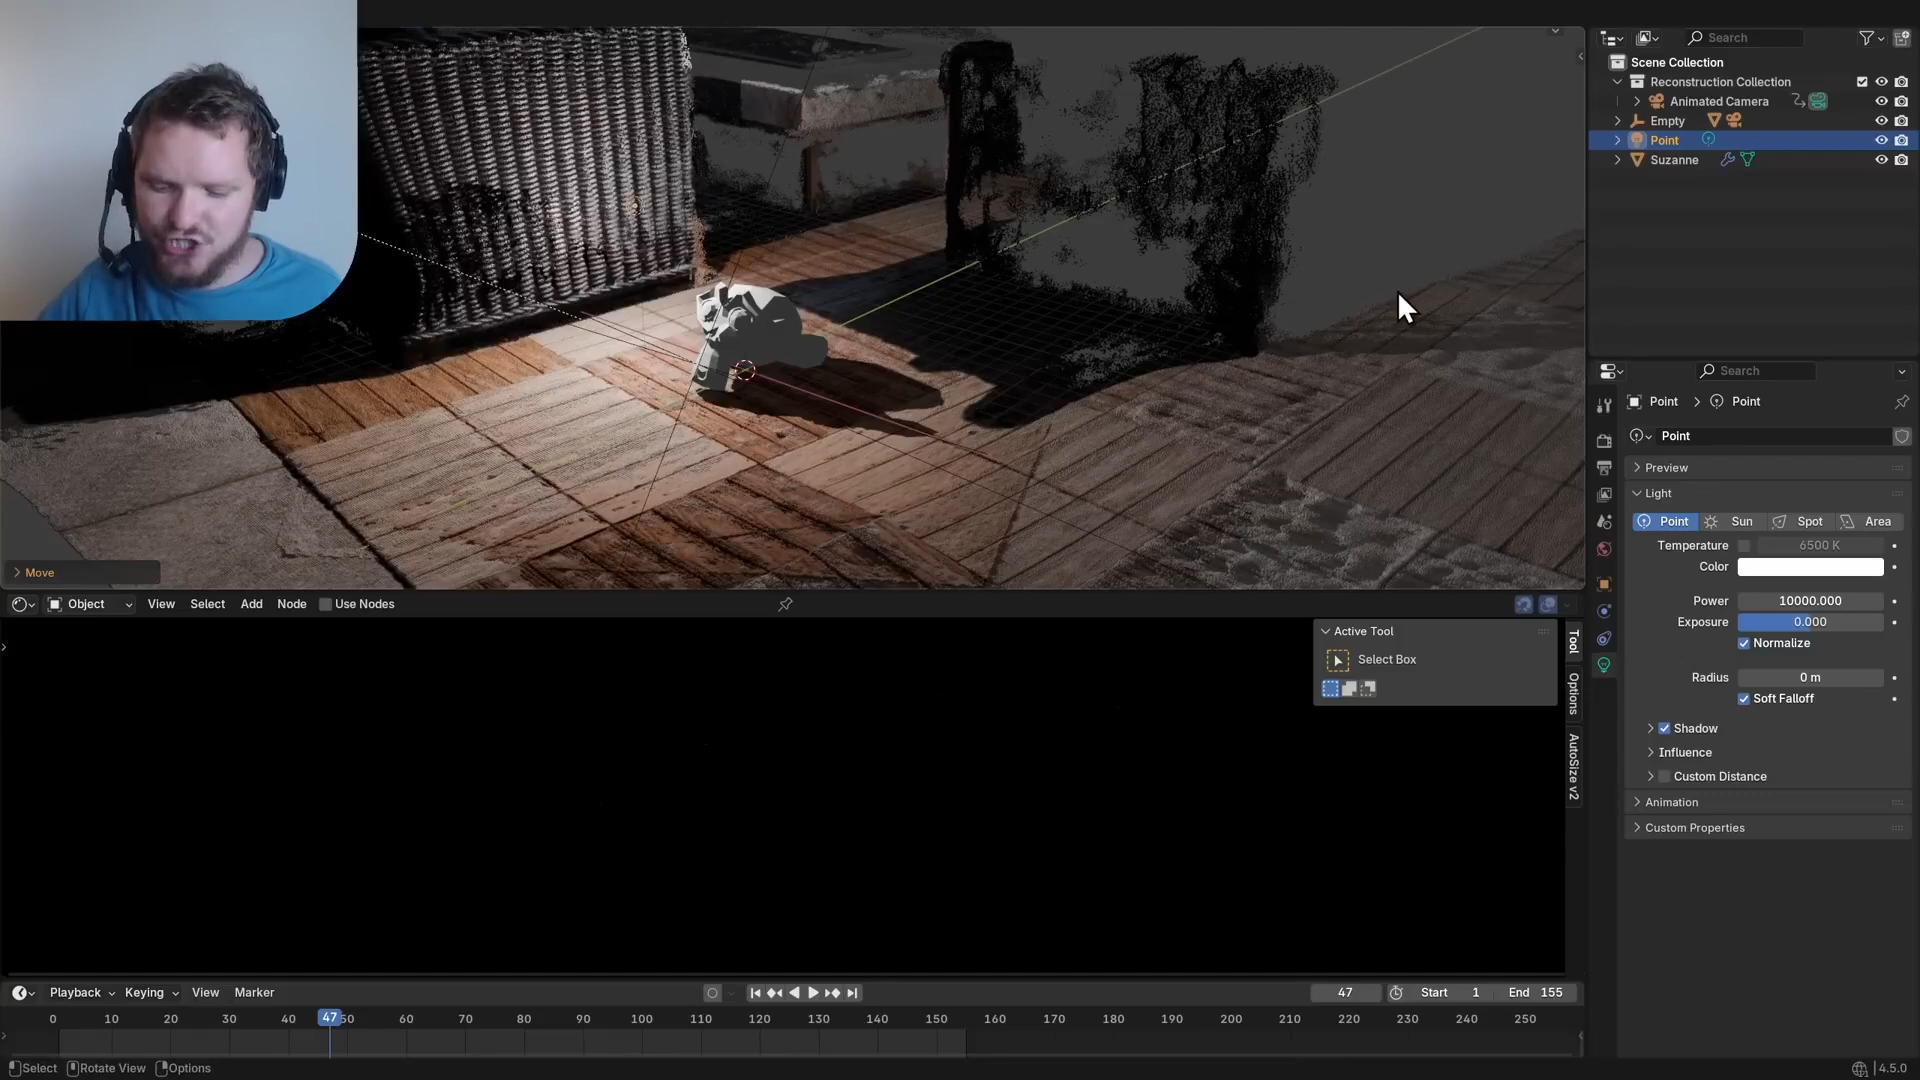 Search
Scene Collection
Reconstruction Collection
Animated Camera
Empty
Point
Suzanne
Search
Point > Point
Point
Preview
Light
Point Sun Spot Area
Temperature 6500 K
Color
Power 10000.000
Exposure 0.000
Normalize
Radius 0 m
Soft Falloff
Shadow
Influence
Custom Distance
Animation
Custom Properties
Move
Object View Select Add Node Use Nodes
Active Tool
Select Box
Tool
Options
AutoSize v2
Playback Keying View Marker 47 Start 1 End 155
0 10 20 30 40 47 50 60 70 80 90 100 110 120 130 140 150 160 170 180 190 200 210 220 230 240 250
Select Rotate View Options 4.5.0